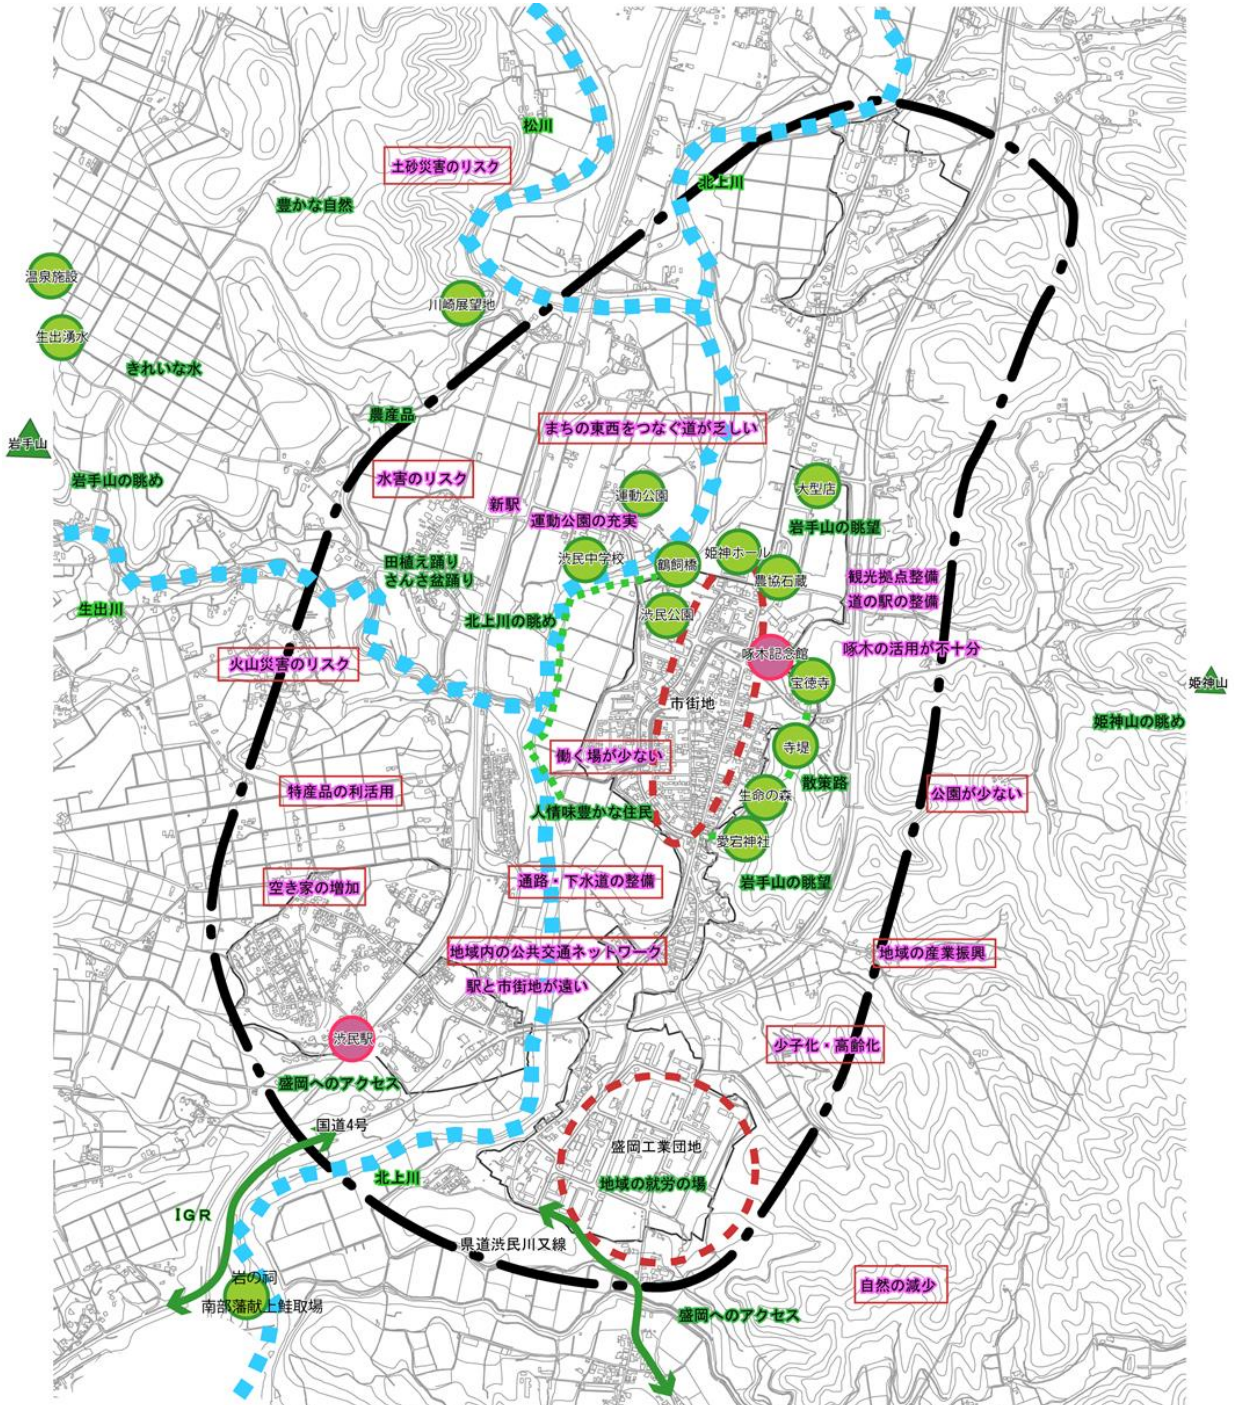 松川
土砂災害のリスク
北上川
豊かな自然
温泉施設
川崎展望地
生出湧水
きれいな水
農産品
まちの東西をつなぐ道が乏しい
岩手山
水害のリスク
岩手山の眺め
新駅
運動公園
大型店
運動公園の充実
岩手山の眺望
渋民中学校
鶴飼橋
姫神ホール
田植え踊り
さんさ盆踊り
農協石蔵
観光拠点整備
道の駅の整備
生出川
北上川の眺め
渋民公園
啄木の活用が不十分
啄木記念館
火山災害のリスク
宝徳寺
姫神山
市街地
姫神山の眺め
働く場が少ない
寺堤
散策路
特産品の利活用
生命の森
公園が少ない
人情味豊かな住民
愛宕神社
通路・下水道の整備
岩手山の眺望
空き家の増加
地域内の公共交通ネットワーク
地域の産業振興
駅と市街地が遠い
渋民駅
少子化・高齢化
盛岡へのアクセス
国道4号
盛岡工業団地
北上川
地域の就労の場
IGR
県道渋民川又線
岩の祠
南部藩献上鮭取場
自然の減少
盛岡へのアクセス